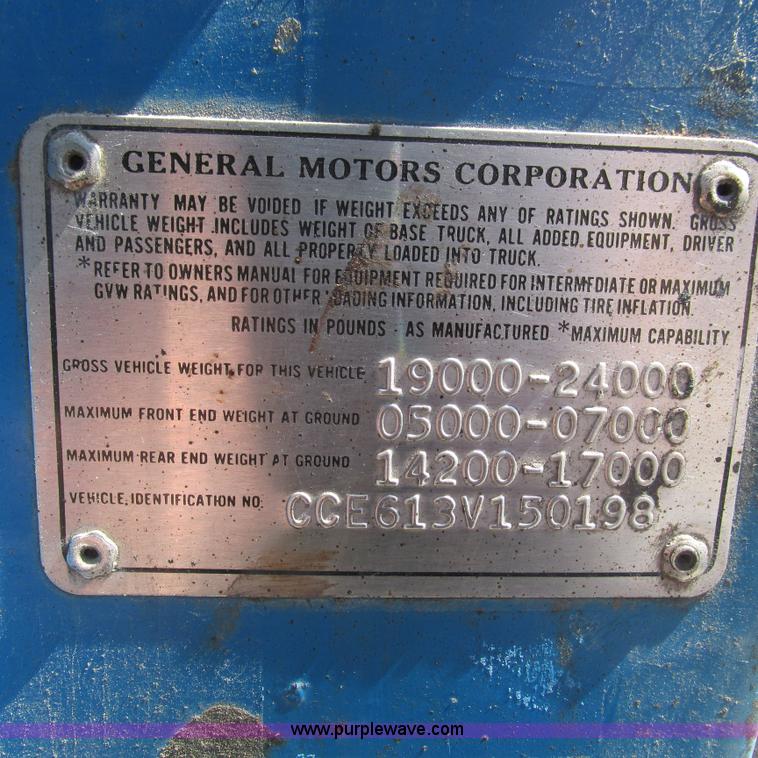 GENERAL MOTORS CORPORATION
WARRANTY MAY BE VOIDED IF WEIGHT EXCEEDS ANY OF RATINGS SHOWN. GROSS
VEHICLE WEIGHT INCLUDES WEIGHT OF BASE TRUCK, ALL ADDED EQUIPMENT, DRIVER
AND PASSENGERS, AND ALL PROPERTY LOADED INTO TRUCK.
*REFER TO OWNERS MANUAL FOR EQUIPMENT REQUIRED FOR INTERMEDIATE OR MAXIMUM
GVW RATINGS, AND FOR OTHER LOADING INFORMATION, INCLUDING TIRE INFLATION.
RATINGS IN POUNDS - AS MANUFACTURED *MAXIMUM CAPABILITY
GROSS VEHICLE WEIGHT FOR THIS VEHICLE 19000-24000
MAXIMUM FRONT END WEIGHT AT GROUND 05000-07000
MAXIMUM REAR END WEIGHT AT GROUND 14200-17000
VEHICLE IDENTIFICATION NO. CCE613V150198
www.purplewave.com